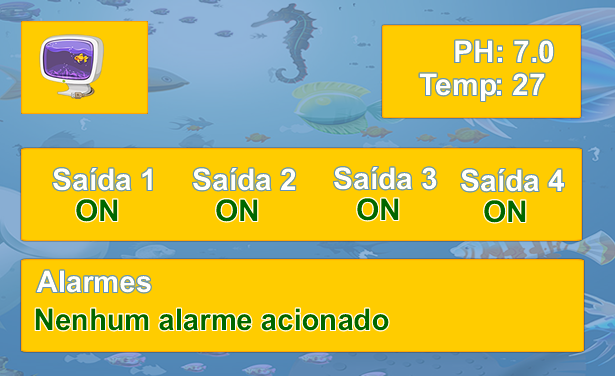 PH: 7.0
Temp: 27
Saída 1 Saída 2 Saída 3 Saída 4
ON ON ON ON
Alarmes
Nenhum alarme acionado